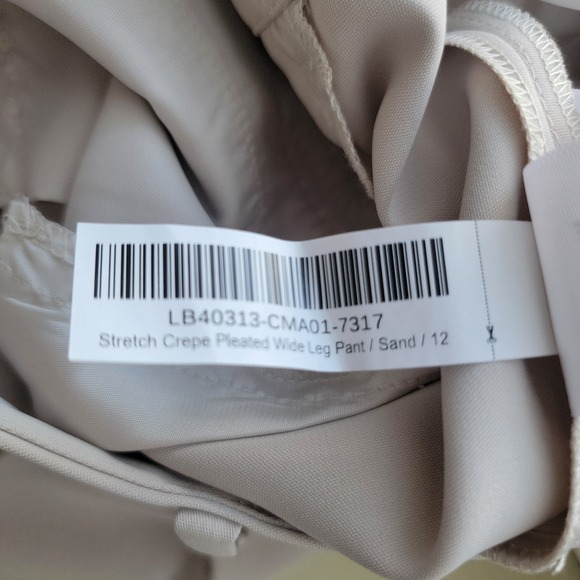 LB40313-CMA01-7317
Stretch Crepe Pleated Wide Leg Pant / Sand / 12